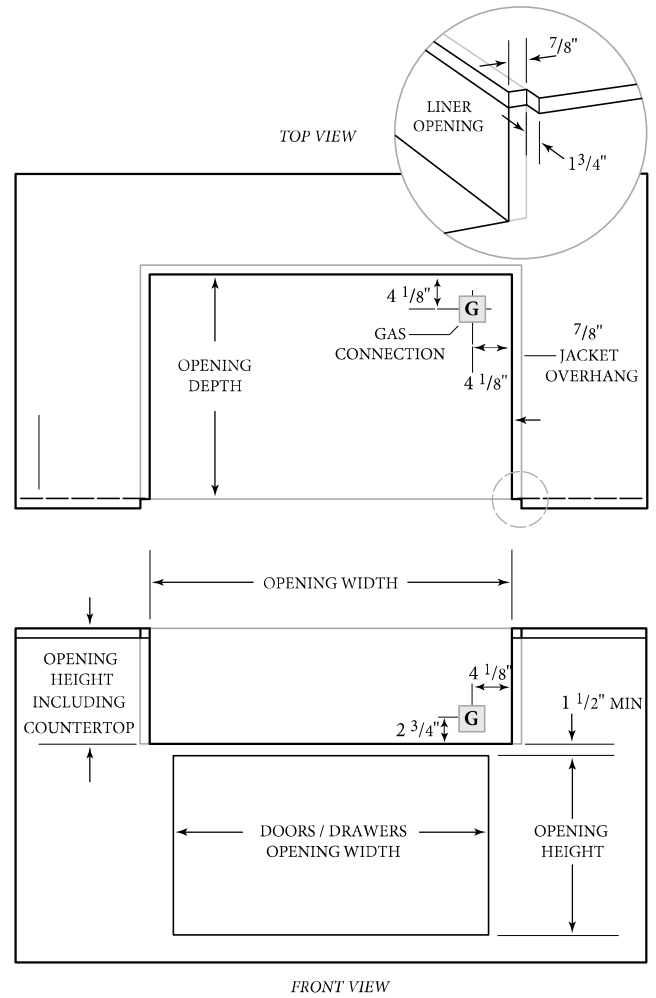 7/8"
LINER
OPENING
TOP VIEW
1 3/4"
4 1/8"
G
GAS
CONNECTION
7/8"
JACKET
OVERHANG
OPENING
DEPTH
4 1/8"
OPENING WIDTH
OPENING
HEIGHT
INCLUDING
COUNTERTOP
4 1/8"
G
2 3/4"
1 1/2" MIN
DOORS / DRAWERS
OPENING WIDTH
OPENING
HEIGHT
FRONT VIEW